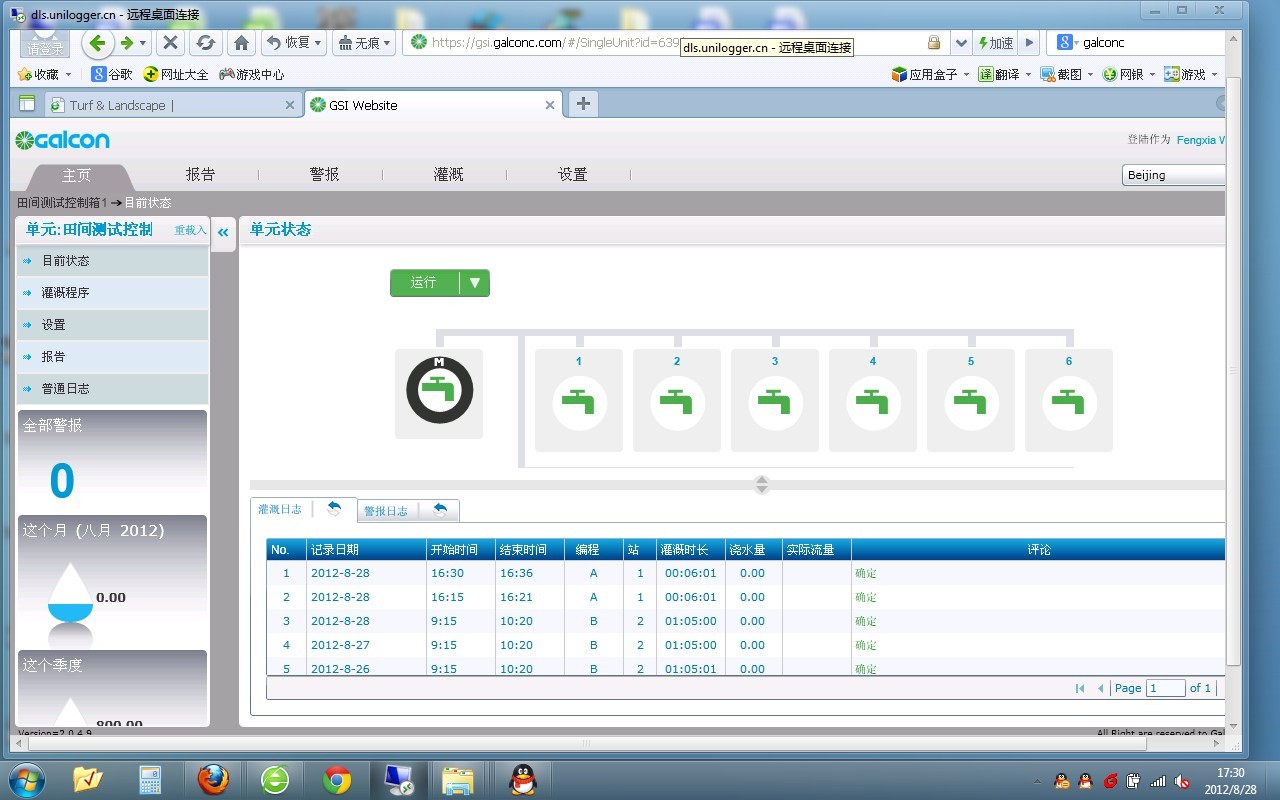 dls.unilogger.cn - 远程桌面连接
请登录
恢复
无痕
https://gsi.galconc.com/#/SingleUnit?id=639
dls.unilogger.cn - 远程桌面连接
加速
galconc
收藏 谷歌 网址大全 游戏中心 应用盒子 翻译 截图 网银 游戏
Turf & Landscape |
GSI Website
Galcon
登陆作为 Fengxia W
主页 报告 警报 灌溉 设置
Beijing
田间测试控制箱1 目前状态
单元:田间测试控制 重载入
«
单元状态
目前状态
灌溉程序
设置
报告
普通日志
全部警报
0
这个月 (八月 2012)
0.00
这个季度
800.00
Version=2.0.4.9
运行
M
1 2 3 4 5 6
灌溉日志
警报日志
No. 记录日期 开始时间 结束时间 编程 站 灌溉时长 浇水量 实际流量 评论
1 2012-8-28 16:30 16:36 A 1 00:06:01 0.00 确定
2 2012-8-28 16:15 16:21 A 1 00:06:01 0.00 确定
3 2012-8-28 9:15 10:20 B 2 01:05:00 0.00 确定
4 2012-8-27 9:15 10:20 B 2 01:05:00 0.00 确定
5 2012-8-26 9:15 10:20 B 2 01:05:01 0.00 确定
Page 1 of 1
All Right are reserved to Gal
17:30
2012/8/28